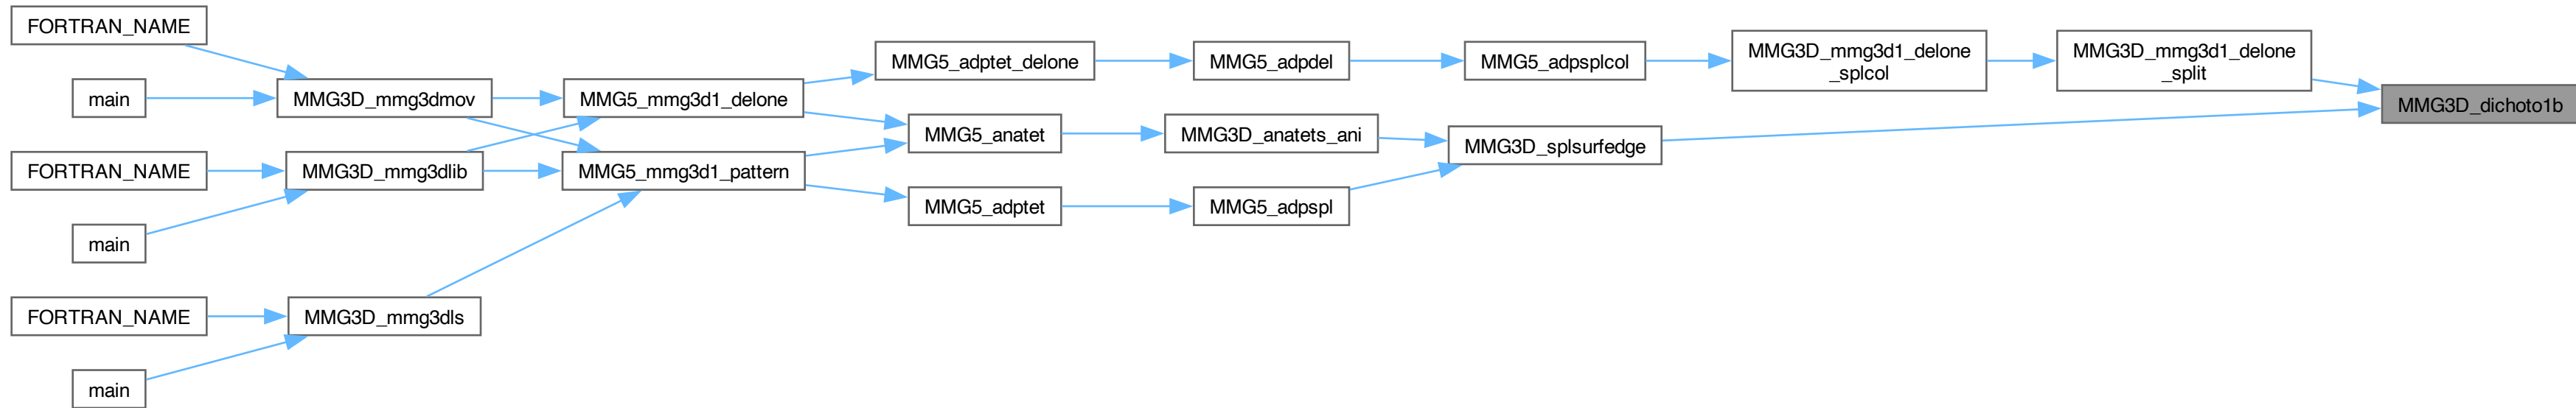 FORTRAN_NAME
main
MMG3D_mmg3dmov
FORTRAN_NAME
MMG3D_mmg3dlib
main
FORTRAN_NAME
MMG3D_mmg3dls
main
MMG5_mmg3d1_delone
MMG5_mmg3d1_pattern
MMG5_adptet_delone
MMG5_anatet
MMG5_adptet
MMG5_adpdel
MMG3D_anatets_ani
MMG5_adpspl
MMG5_adpsplcol
MMG3D_splsurfedge
MMG3D_mmg3d1_delone
_splcol
MMG3D_mmg3d1_delone
_split
MMG3D_dichoto1b